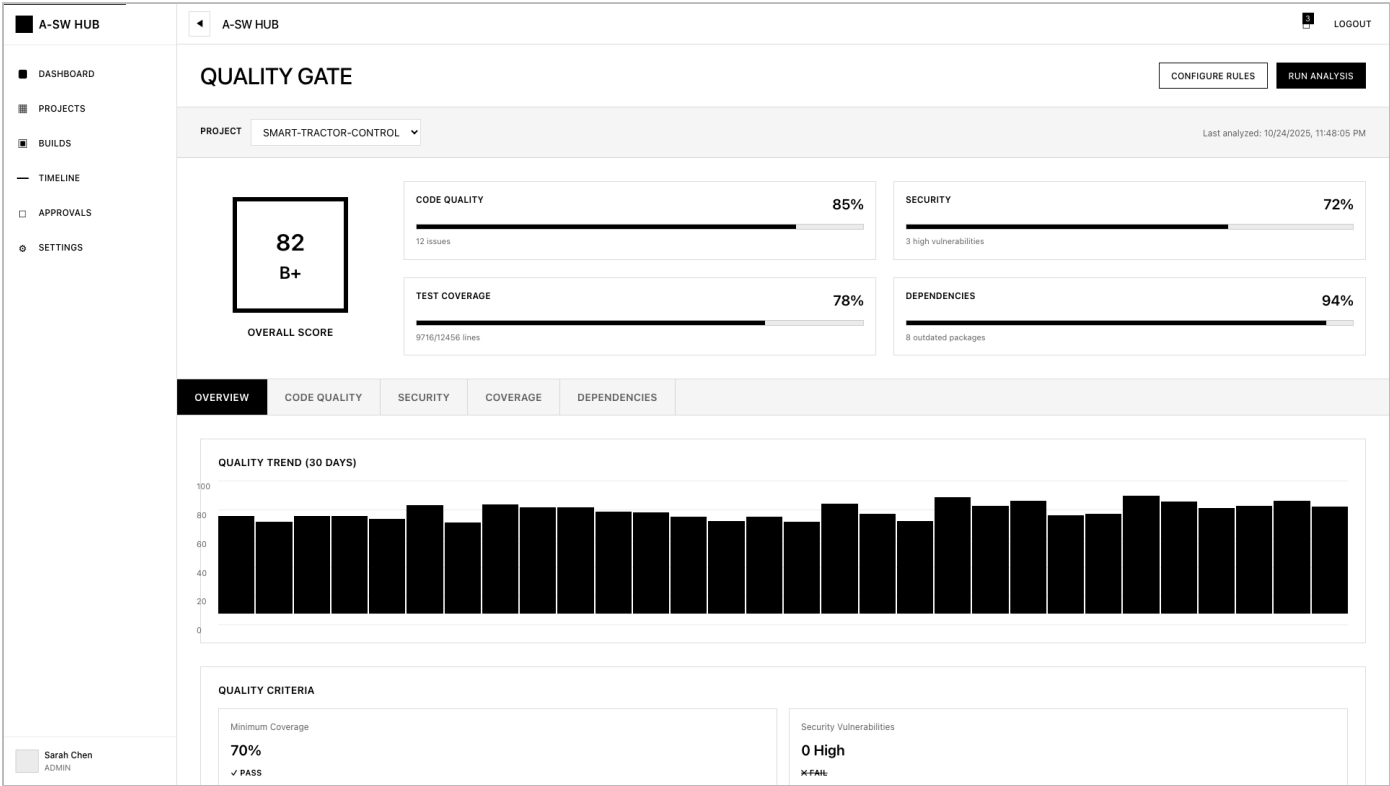 A-SW HUB
A-SW HUB
3
LOGOUT
DASHBOARD
PROJECTS
BUILDS
TIMELINE
APPROVALS
SETTINGS
QUALITY GATE
CONFIGURE RULES
RUN ANALYSIS
PROJECT
SMART-TRACTOR-CONTROL
Last analyzed: 10/24/2025, 11:48:05 PM
82
B+
OVERALL SCORE
CODE QUALITY
85%
12 issues
SECURITY
72%
3 high vulnerabilities
TEST COVERAGE
78%
9716/12456 lines
DEPENDENCIES
94%
8 outdated packages
OVERVIEW
CODE QUALITY
SECURITY
COVERAGE
DEPENDENCIES
QUALITY TREND (30 DAYS)
100
80
60
40
20
0
QUALITY CRITERIA
Minimum Coverage
70%
✓ PASS
Security Vulnerabilities
0 High
✕ FAIL
Sarah Chen
ADMIN